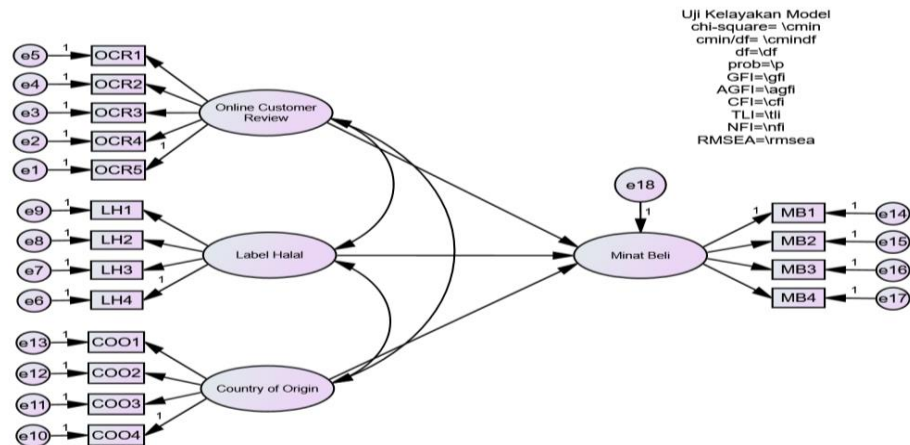 Uji Kelayakan Model
chi-square= \cmin
cmin/df= \cmindf
df=\df
prob=\p
GFI=\gfi
AGFI=\agfi
CFI=\cfi
TLI=\tli
NFI=\nfi
RMSEA=\rmsea
e5 1 OCR1
e4 1 OCR2
e3 1 OCR3
e2 1 OCR4
e1 1 OCR5
1
Online Customer
Review
e9 1 LH1
e8 1 LH2
e7 1 LH3
e6 1 LH4
1
Label Halal
e13 1 COO1
e12 1 COO2
e11 1 COO3
e10 1 COO4
1
Country of Origin
e18
1
Minat Beli
1 MB1 1 e14
MB2 1 e15
MB3 1 e16
MB4 1 e17